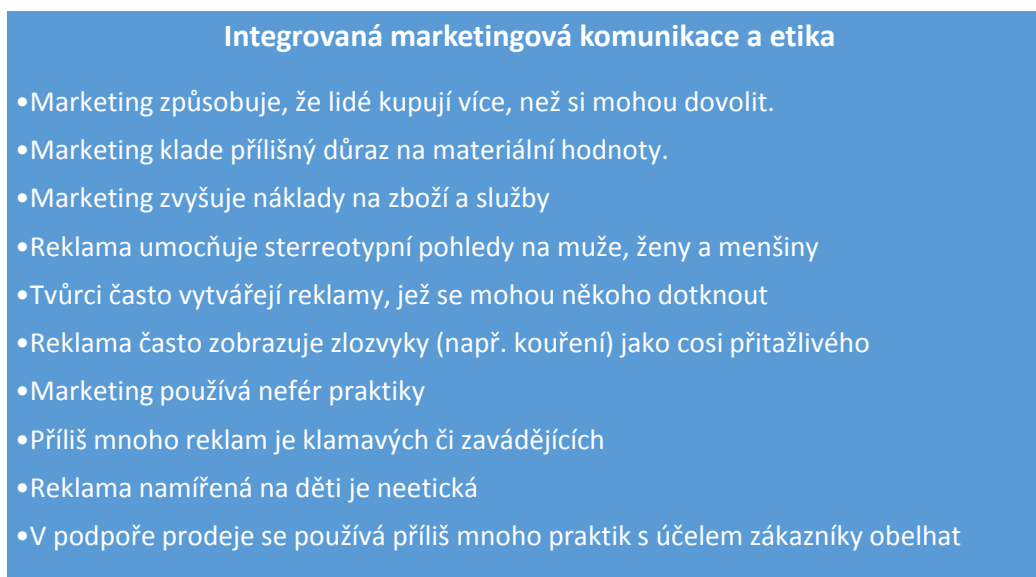 Integrovaná marketingová komunikace a etika
•Marketing způsobuje, že lidé kupují více, než si mohou dovolit.
•Marketing klade přílišný důraz na materiální hodnoty.
•Marketing zvyšuje náklady na zboží a služby
•Reklama umocňuje sterreotypní pohledy na muže, ženy a menšiny
•Tvůrci často vytvářejí reklamy, jež se mohou někoho dotknout
•Reklama často zobrazuje zlozvyky (např. kouření) jako cosi přitažlivého
•Marketing používá nefér praktiky
•Příliš mnoho reklam je klamavých či zavádějících
•Reklama namířená na děti je neetická
•V podpoře prodeje se používá příliš mnoho praktik s účelem zákazníky obelhat